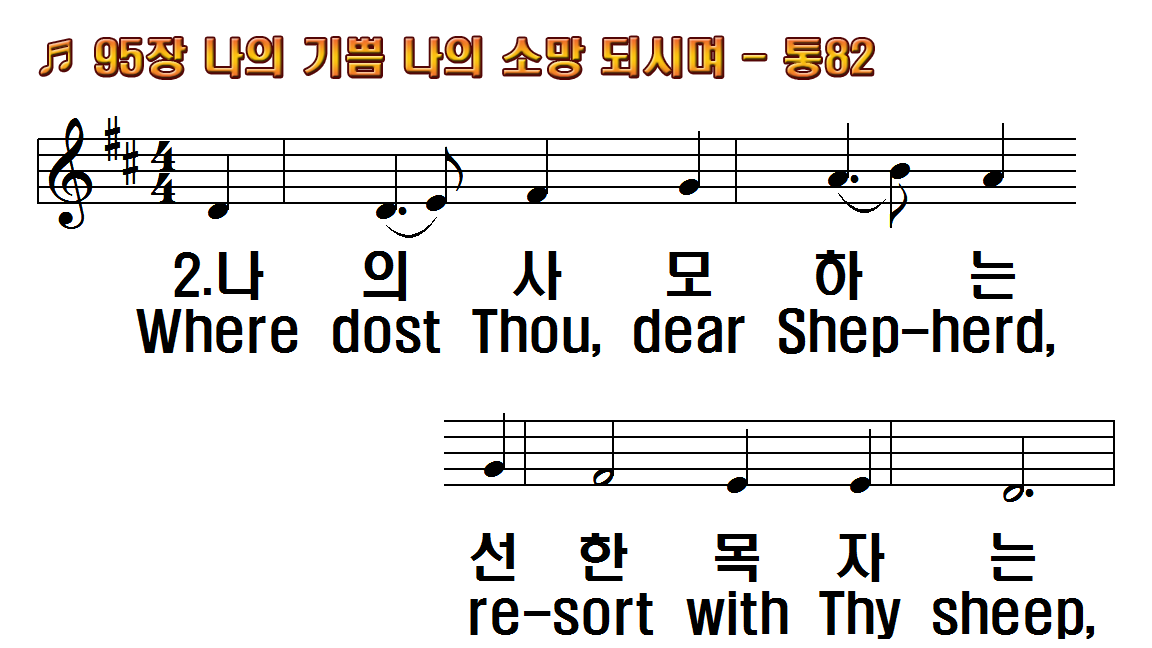 ♬ 95장 나의 기쁨 나의 소망 되시며 - 통82
4
4
2.나 의 사 모 하 는
Where dost Thou, dear Shep-herd,
선 한 목 자 는
re-sort with Thy sheep,